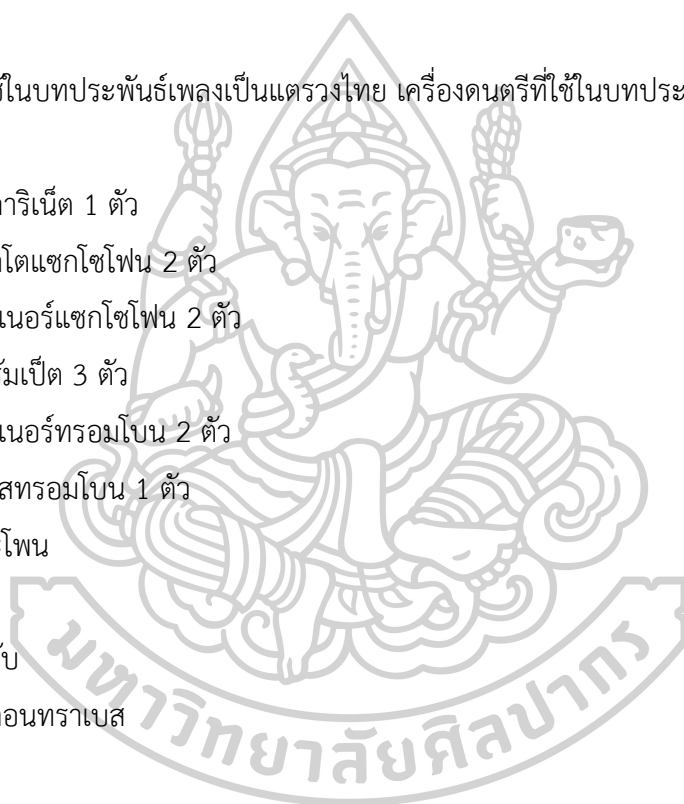 ช้ในบทประพันธ์เพลงเป็นแตรวงไทย เครื่องดนตรีที่ใช้ในบทประ
าริเน็ต 1 ตัว
โตแซกโซโฟน 2 ตัว
นเนอร์แซกโซโฟน 2 ตัว
รัมเป็ต 3 ตัว
นเนอร์ทรอมโบน 2 ตัว
สทรอมโบน 1 ตัว
ะโพน
ับ
อนทราเบส
มหาวิทยาลัยศิลปากร